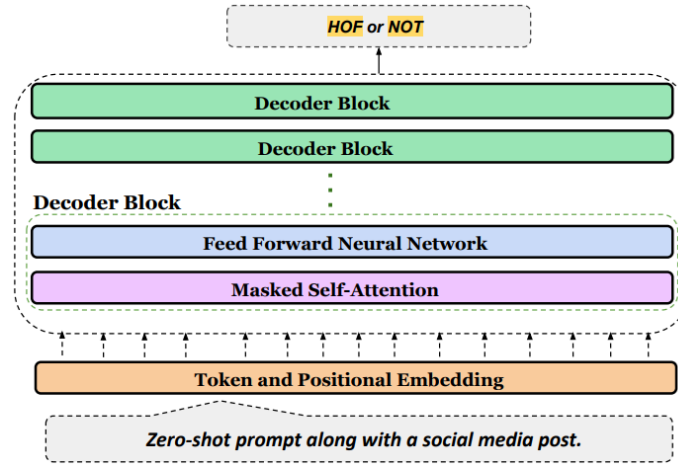 HOF or NOT
Decoder Block
Decoder Block
Decoder Block
Feed Forward Neural Network
Masked Self-Attention
Token and Positional Embedding
Zero-shot prompt along with a social media post.